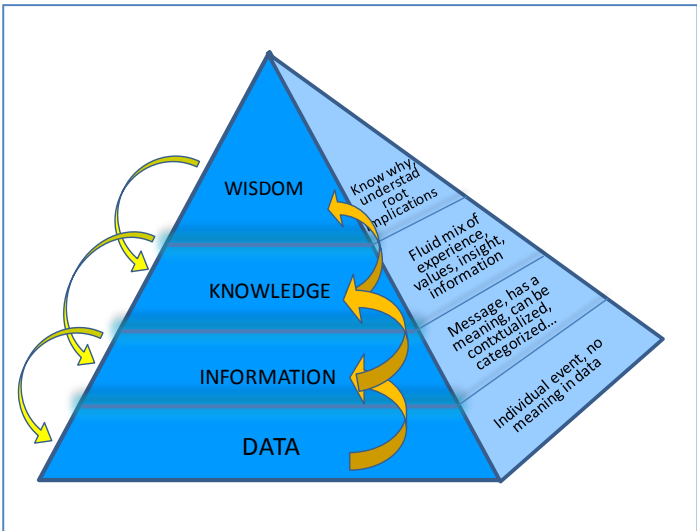 WISDOM
Know why,
understad
root
implications
KNOWLEDGE
Fluid mix of
experience,
values, insight,
information
INFORMATION
Message, has a
meaning, can be
contxtualized,
categorized...
DATA
Individual event, no
meaning in data